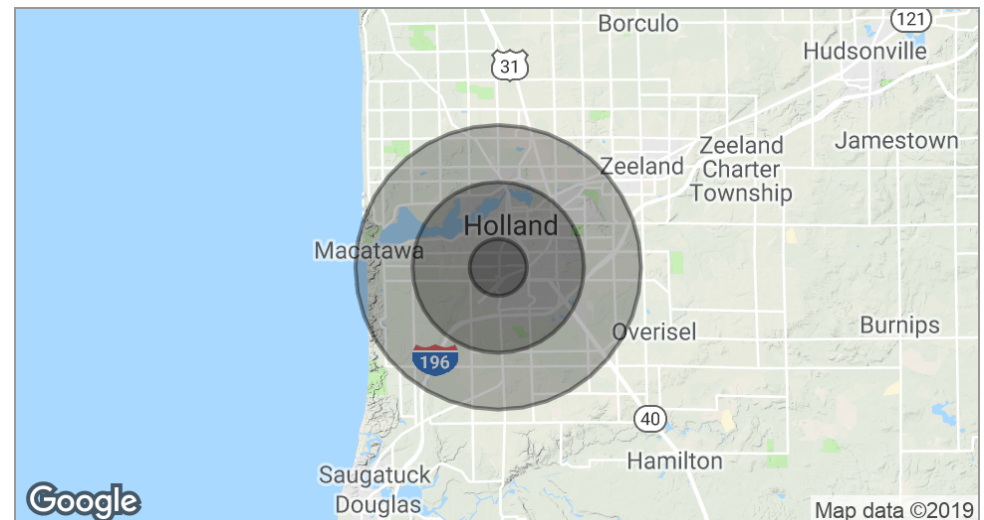 Borculo
121
Hudsonville
31
Jamestown
Zeeland
Zeeland
Charter
Township
Holland
Macatawa
Burnips
Overisel
196
40
Hamilton
Saugatuck
Douglas
Google
Map data ©2019